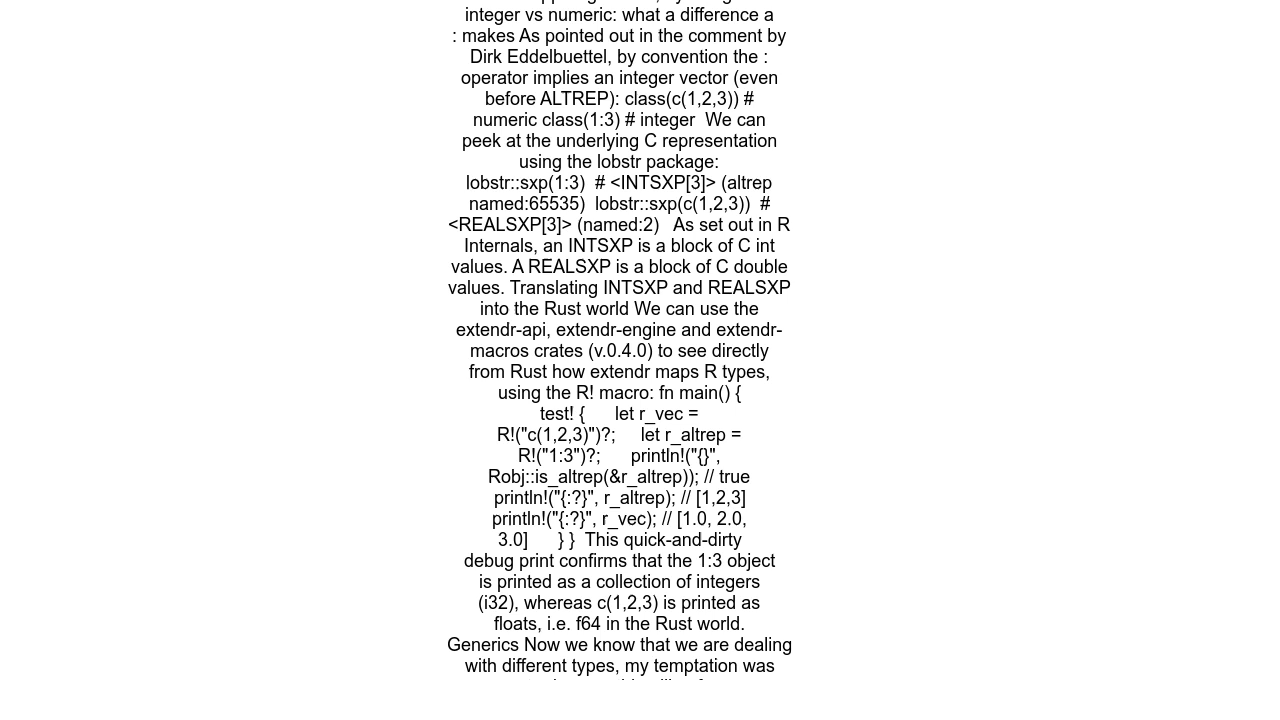 integer vs numeric: what a difference a
: makes As pointed out in the comment by
Dirk Eddelbuettel, by convention the :
operator implies an integer vector (even
before ALTREP): class(c(1,2,3)) #
numeric class(1:3) # integer  We can
peek at the underlying C representation
using the lobstr package:
lobstr::sxp(1:3)  # <INTSXP[3]> (altrep
named:65535)  lobstr::sxp(c(1,2,3))  #
<REALSXP[3]> (named:2)   As set out in R
Internals, an INTSXP is a block of C int
values. A REALSXP is a block of C double
values. Translating INTSXP and REALSXP
into the Rust world We can use the
extendr-api, extendr-engine and extendr-
macros crates (v.0.4.0) to see directly
from Rust how extendr maps R types,
using the R! macro: fn main() {
test! {      let r_vec =
R!("c(1,2,3)")?;     let r_altrep =
R!("1:3")?;      println!("{}",
Robj::is_altrep(&r_altrep)); // true
println!("{:?}", r_altrep); // [1,2,3]
println!("{:?}", r_vec); // [1.0, 2.0,
3.0]      } }  This quick-and-dirty
debug print confirms that the 1:3 object
is printed as a collection of integers
(i32), whereas c(1,2,3) is printed as
floats, i.e. f64 in the Rust world.
Generics Now we know that we are dealing
with different types, my temptation was